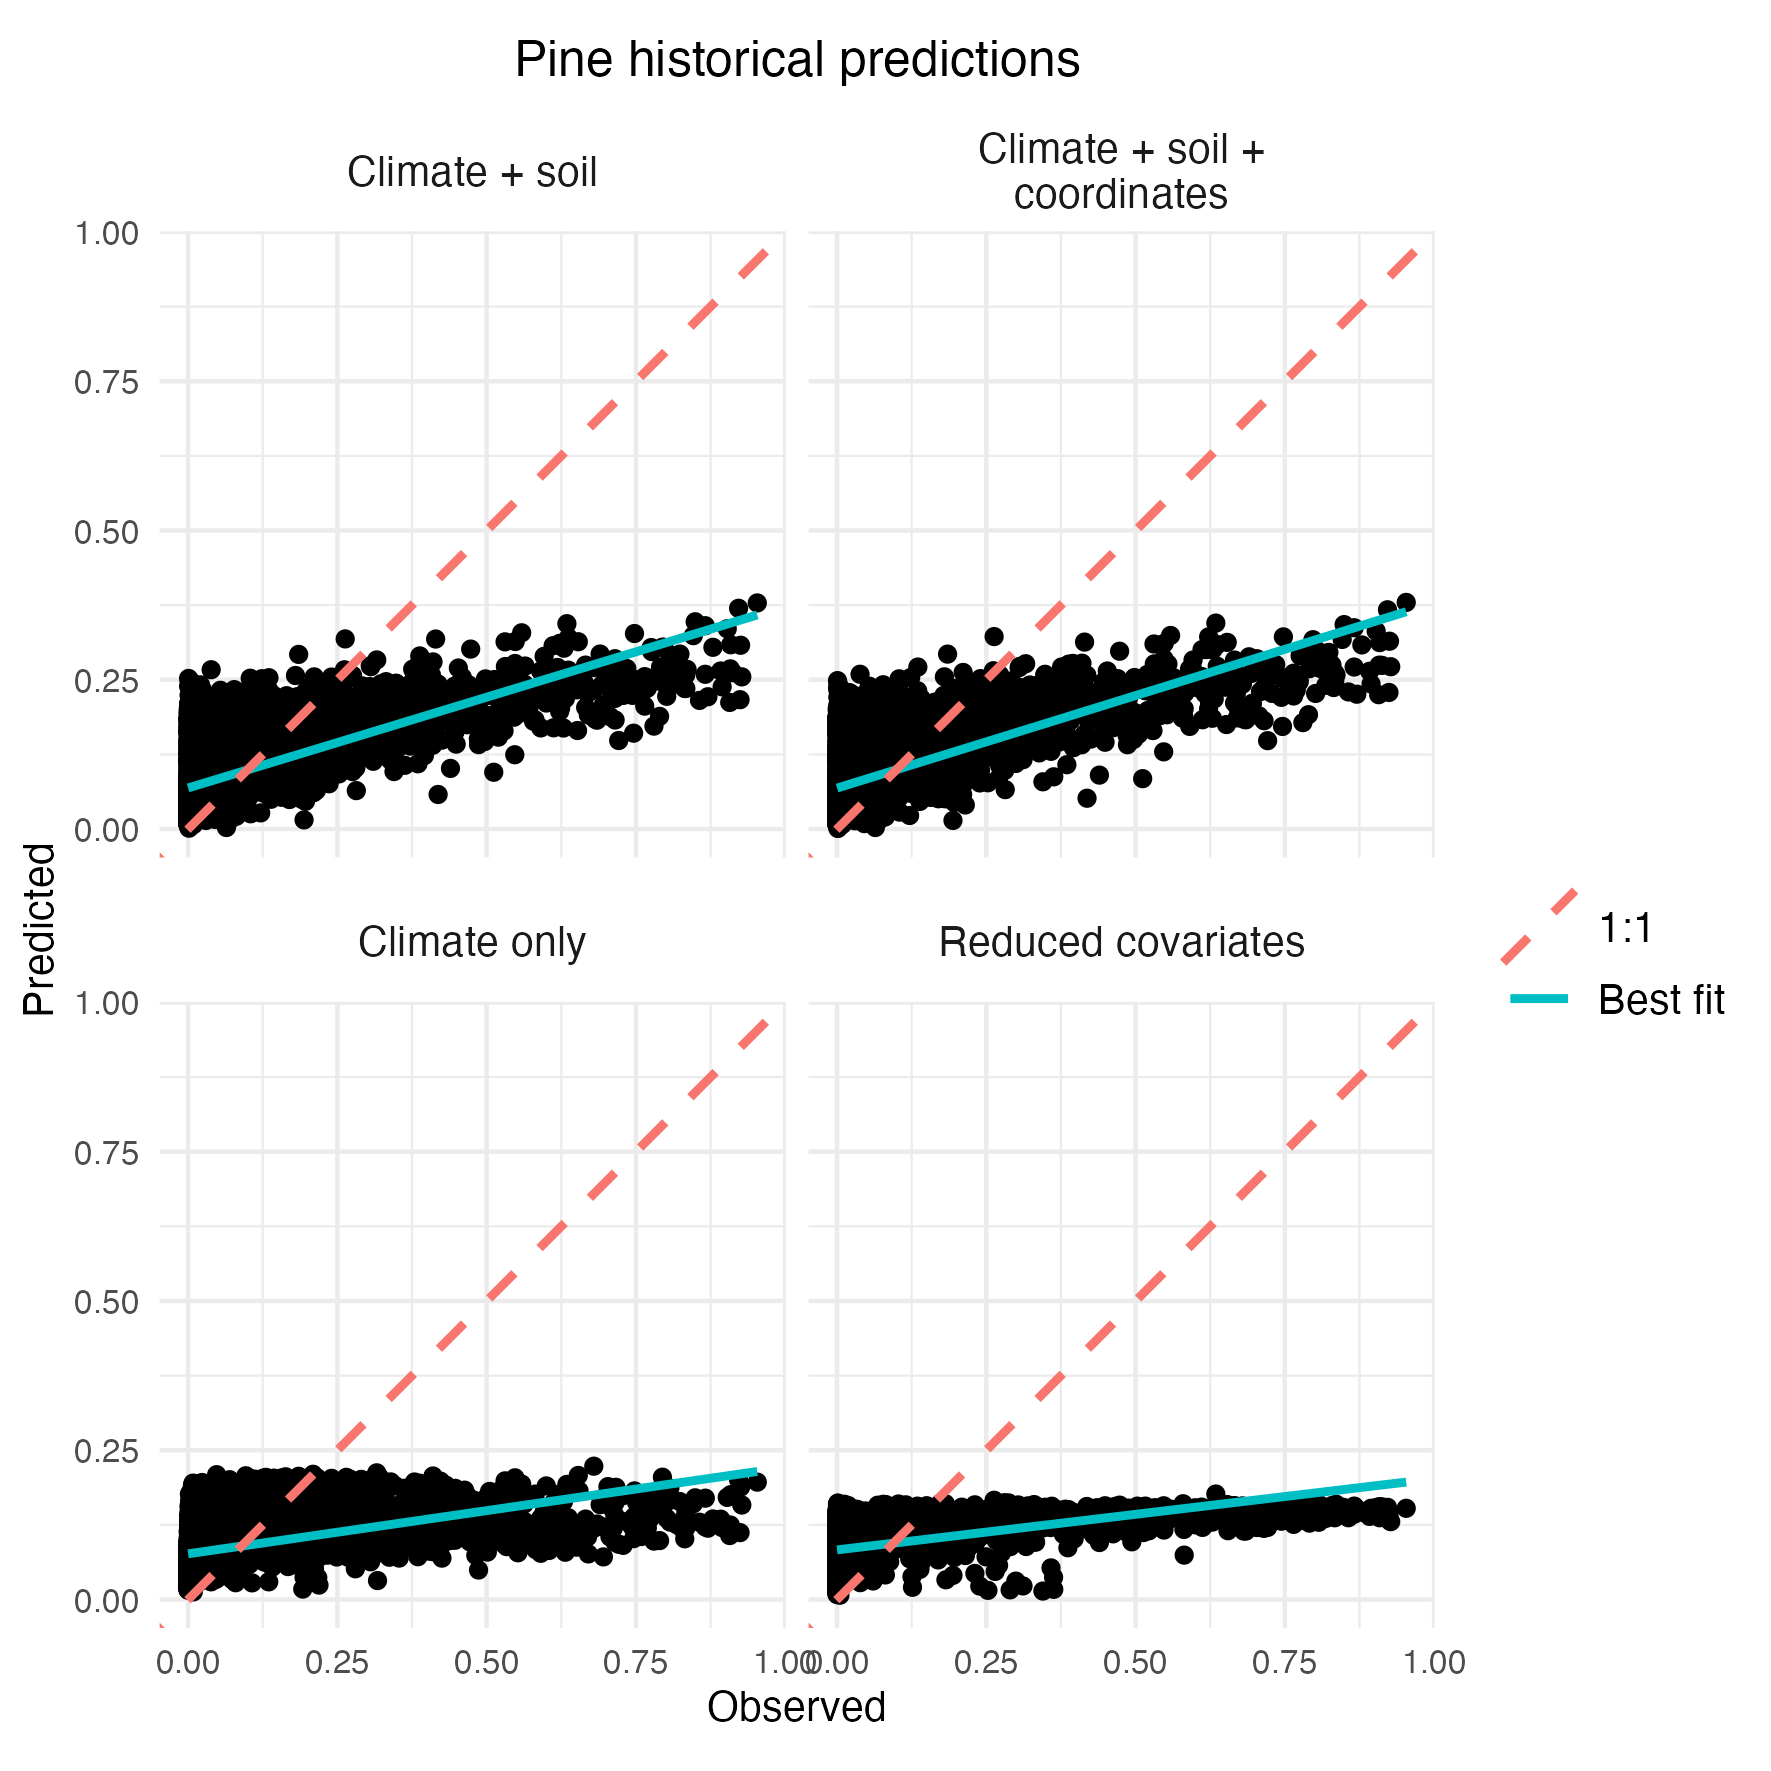 Pine historical predictions
Climate + soil
Climate + soil +
coordinates
1.00
0.75
0.50
0.25
0.00
Predicted
Climate only
Reduced covariates
1:1
Best fit
1.00
0.75
0.50
0.25
0.00
0.00 0.25 0.50 0.75 1.00 0.00 0.25 0.50 0.75 1.00
Observed